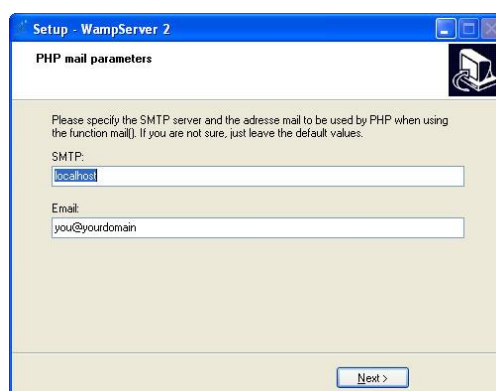 Setup - WampServer 2
PHP mail parameters
Please specify the SMTP server and the adresse mail to be used by PHP when using
the function mail(). If you are not sure, just leave the default values.
SMTP:
localhost
Email:
you@yourdomain
Next >